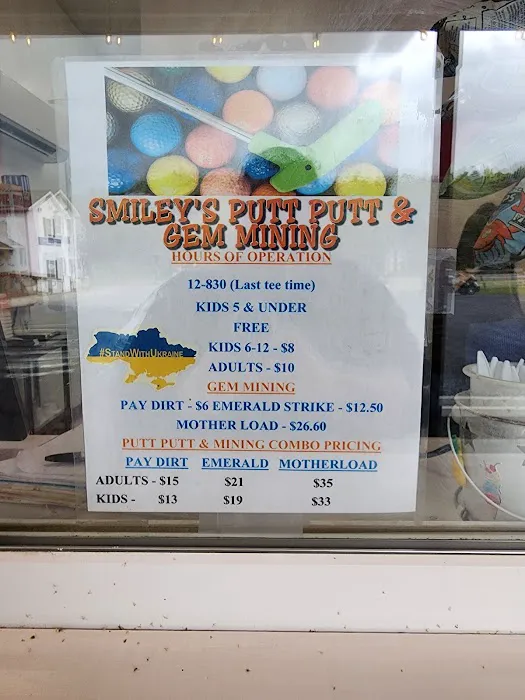 SMILEY'S PUTT PUTT &
GEM MINING
HOURS OF OPERATION
12-830 (Last tee time)
KIDS 5 & UNDER
FREE
#STANDWITHUKRAINE
KIDS 6-12 - $8
ADULTS - $10
GEM MINING
PAY DIRT - $6 EMERALD STRIKE - $12.50
MOTHER LOAD - $26.60
PUTT PUTT & MINING COMBO PRICING
PAY DIRT EMERALD MOTHERLOAD
ADULTS - $15 $21 $35
KIDS - $13 $19 $33